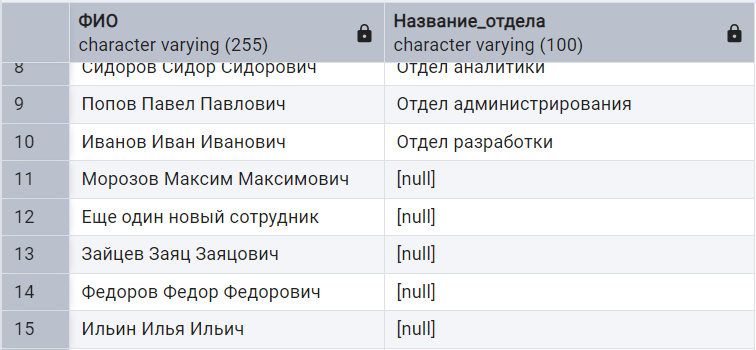 ФИО Название_отдела
character varying (255) character varying (100)
8 Сидоров Сидор Сидорович Отдел аналитики
9 Попов Павел Павлович Отдел администрирования
10 Иванов Иван Иванович Отдел разработки
11 Морозов Максим Максимович [null]
12 Еще один новый сотрудник [null]
13 Зайцев Заяц Заяцович [null]
14 Федоров Федор Федорович [null]
15 Ильин Илья Ильич [null]